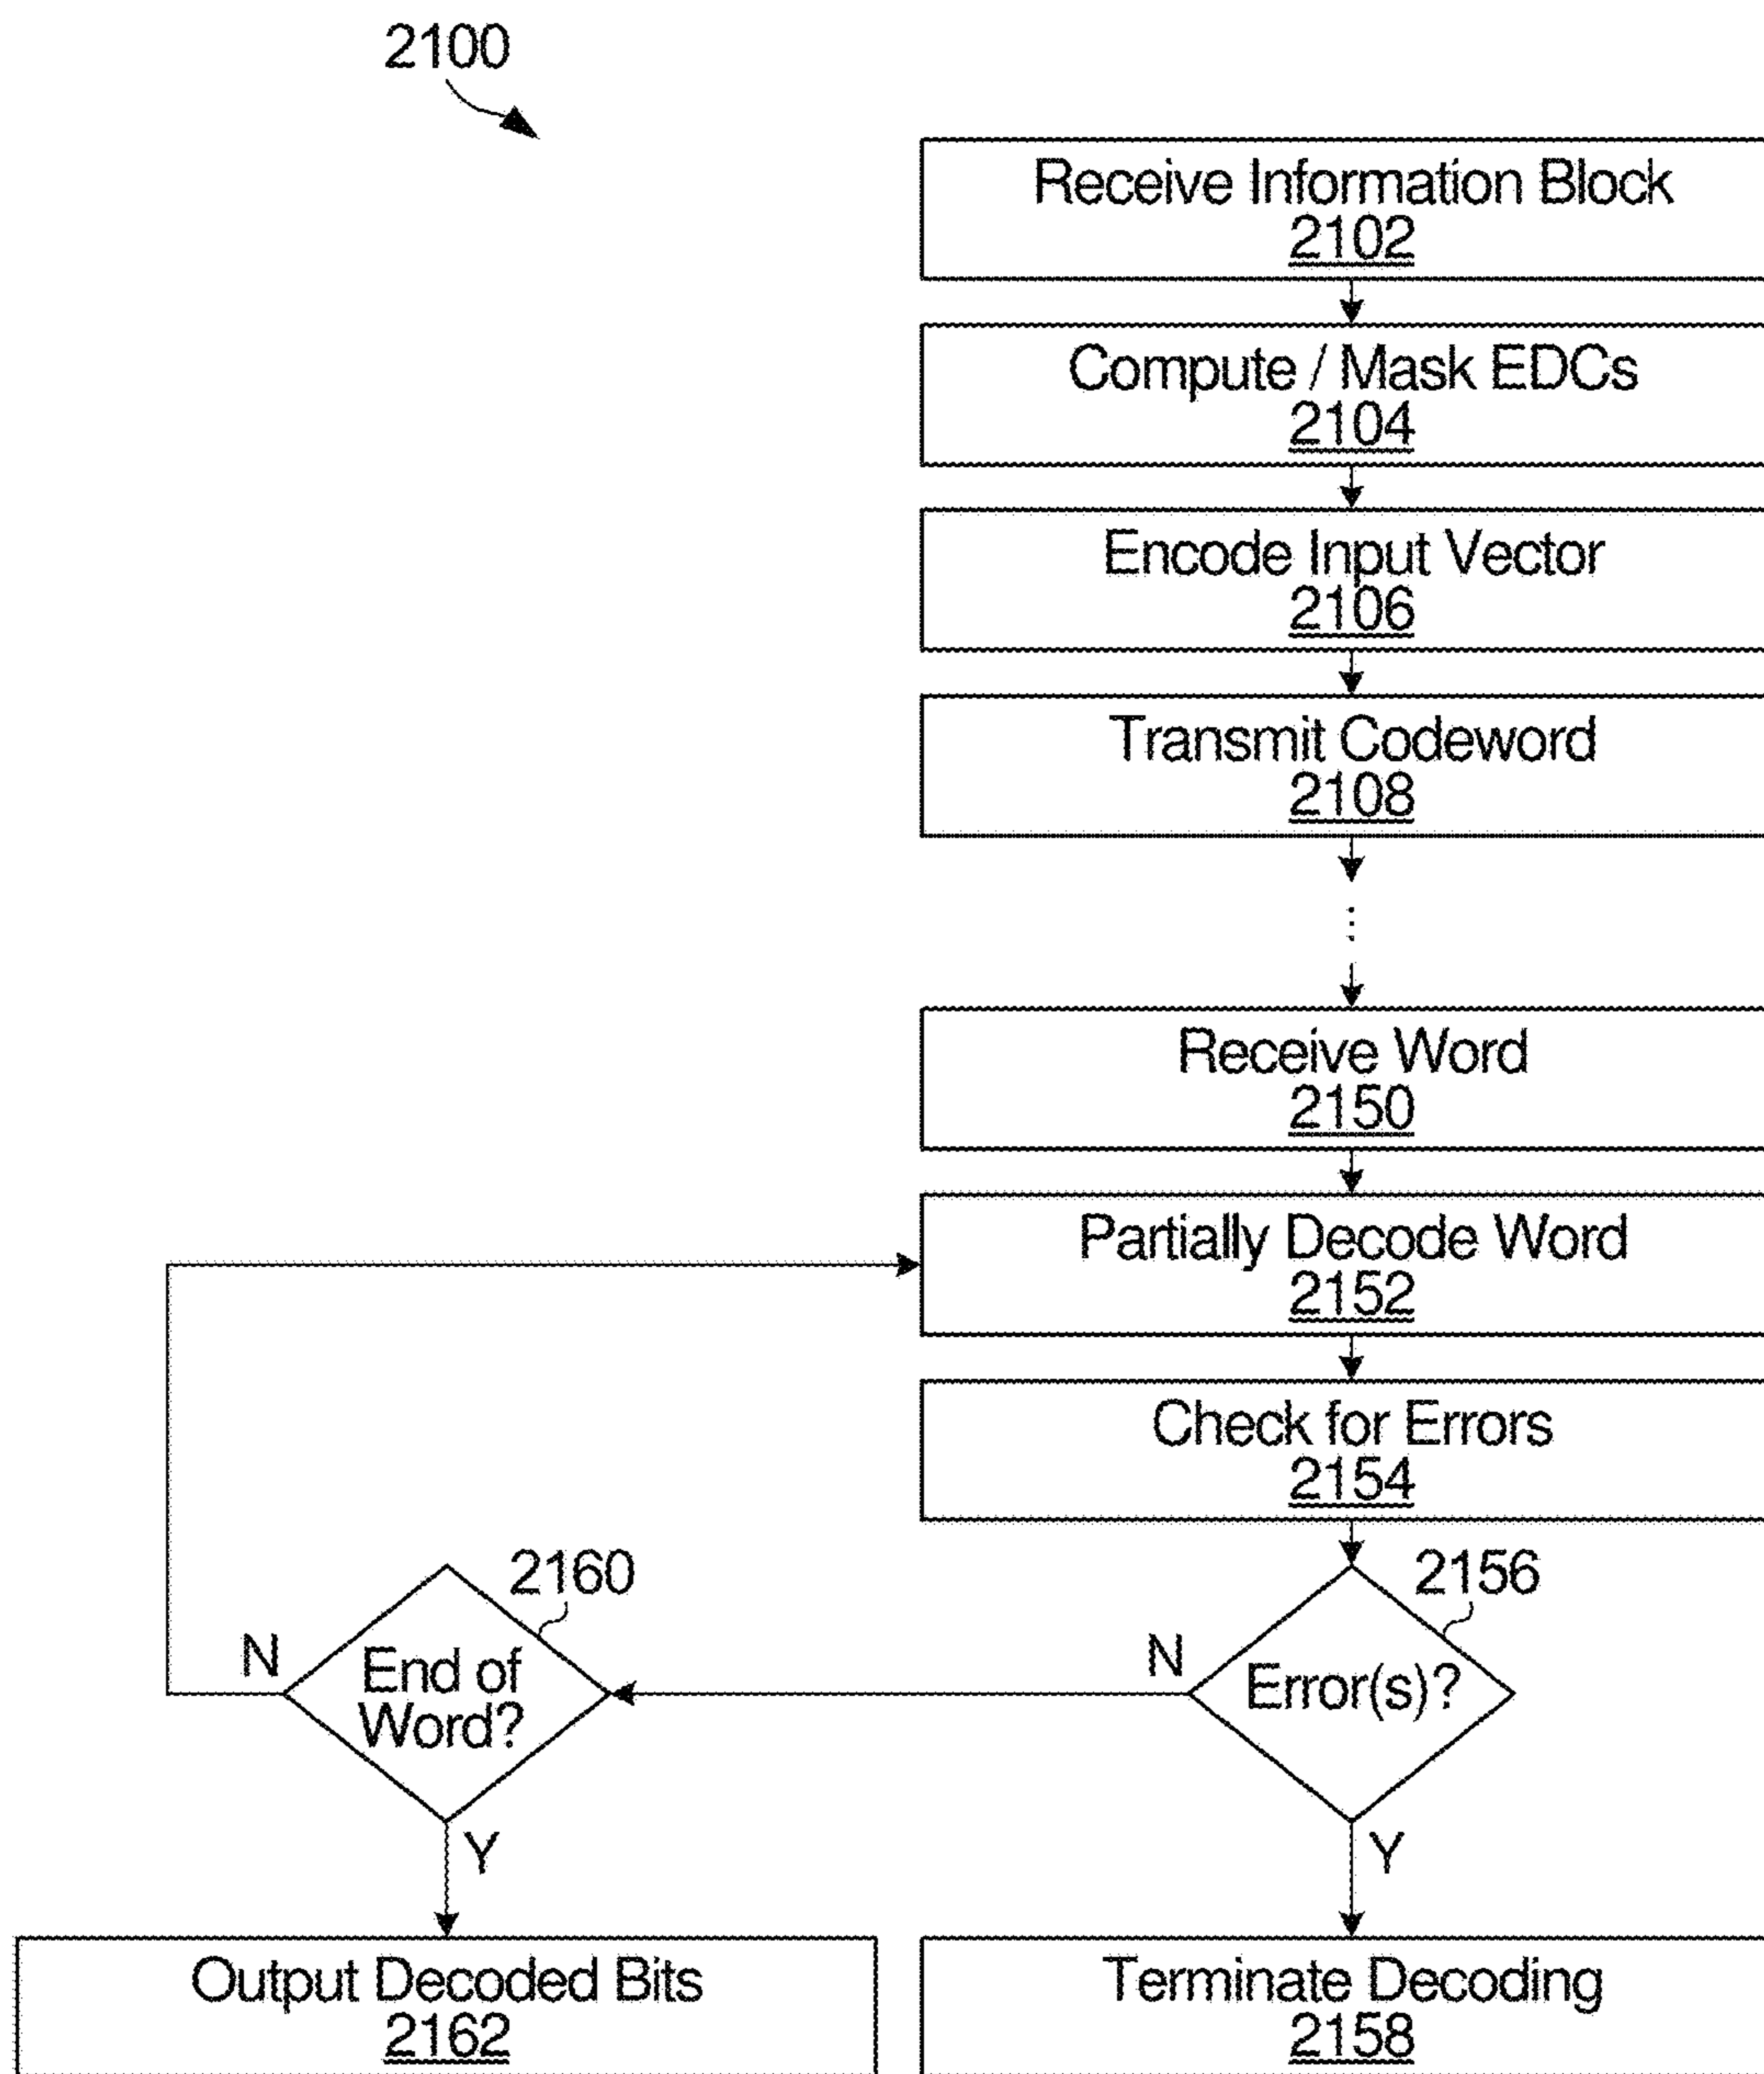 2100
Receive Information Block
2102
Compute / Mask EDCs
2104
Encode Input Vector
2106
Transmit Codeword
2108
Receive Word
2150
Partially Decode Word
2152
Check for Errors
2154
2160
2156
N
End of
Word?
N
Error(s)?
Y
Y
Output Decoded Bits
2162
Terminate Decoding
2158